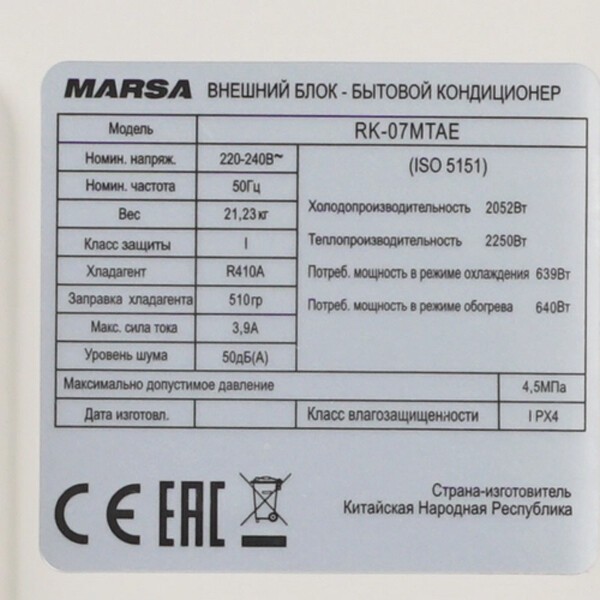 MARSA ВНЕШНИЙ БЛОК - БЫТОВОЙ КОНДИЦИОНЕР
Модель RK-07MTAE
Номин. напряж. 220-240В~ (ISO 5151)
Номин. частота 50Гц
Холодопроизводительность 2052Вт
Вес 21,23 кг
Теплопроизводительность 2250Вт
Класс защиты I
Хладагент R410A
Потреб. мощность в режиме охлаждения 639Вт
Заправка хладагента 510гр
Потреб. мощность в режиме обогрева 640Вт
Макс. сила тока 3,9А
Уровень шума 50дБ(А)
Максимально допустимое давление 4,5МПа
Дата изготовл. Класс влагозащищенности I PX4
CE EAC
Страна-изготовитель
Китайская Народная Республика